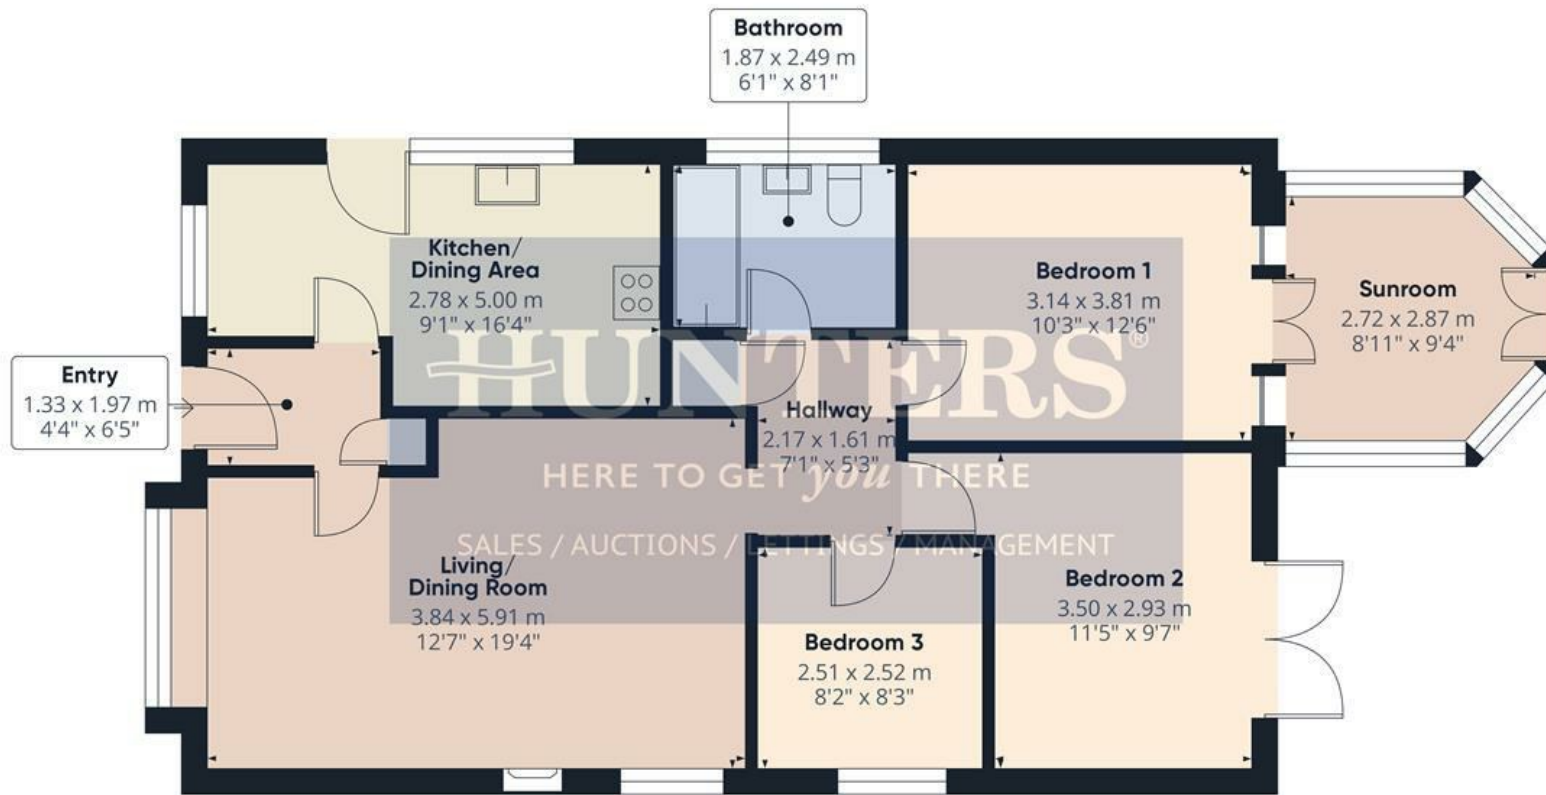 Bathroom
1.87 x 2.49 m
6'1" x 8'1"
Kitchen/
Dining Area
2.78 x 5.00 m
9'1" x 16'4"
Bedroom 1
3.14 x 3.81 m
10'3" x 12'6"
Sunroom
2.72 x 2.87 m
8'11" x 9'4"
Entry
1.33 x 1.97 m
4'4" x 6'5"
HUNTERS®
Hallway
2.17 x 1.61 m
7'1" x 5'3"
HERE TO GET you THERE
SALES / AUCTIONS / LETTINGS / MANAGEMENT
Living/
Dining Room
3.84 x 5.91 m
12'7" x 19'4"
Bedroom 2
3.50 x 2.93 m
11'5" x 9'7"
Bedroom 3
2.51 x 2.52 m
8'2" x 8'3"